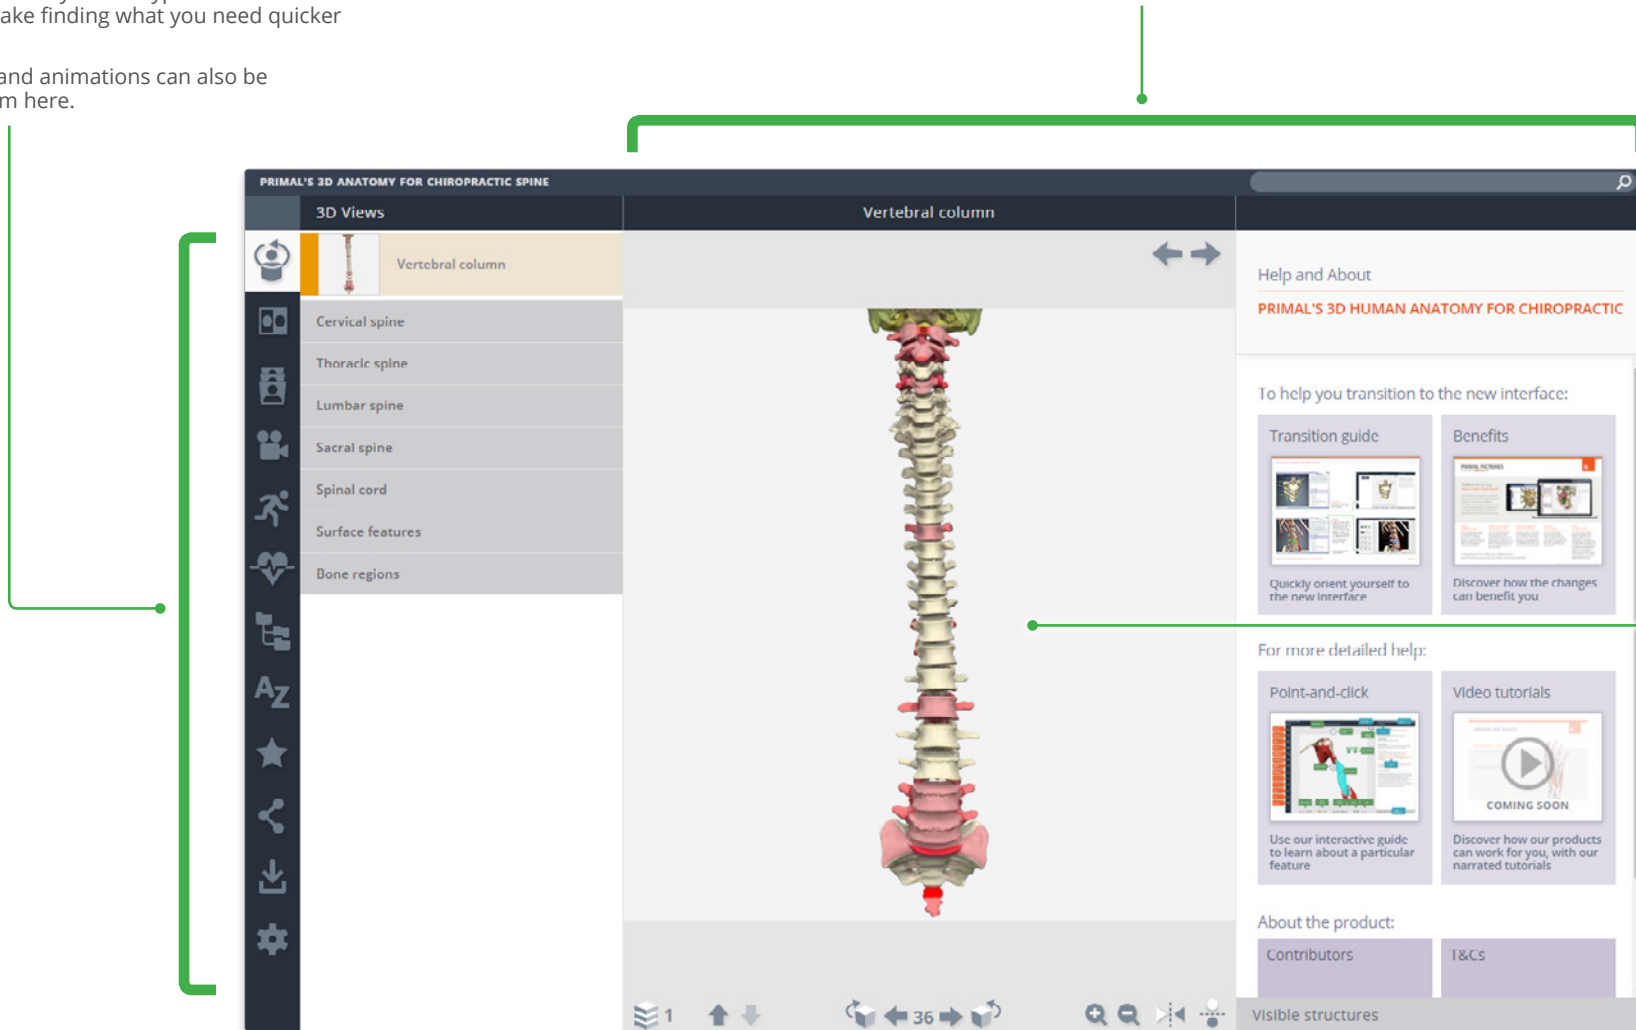 ake finding what you need quicker
and animations can also be
m here.
PRIMAL'S 3D ANATOMY FOR CHIROPRACTIC SPINE
3D Views
Vertebral column
Vertebral column
Cervical spine
Thoracic spine
Lumbar spine
Sacral spine
Spinal cord
Surface features
Bone regions
AZ
1
36
Help and About
PRIMAL'S 3D HUMAN ANATOMY FOR CHIROPRACTIC
To help you transition to the new interface:
Transition guide
Quickly orient yourself to
the new interface
Benefits
PRIMAL PICTURES
Discover how the changes
can benefit you
For more detailed help:
Point-and-click
Use our interactive guide
to learn about a particular
feature
Video tutorials
COMING SOON
Discover how our products
can work for you, with our
narrated tutorials
About the product:
Contributors
T&Cs
Visible structures